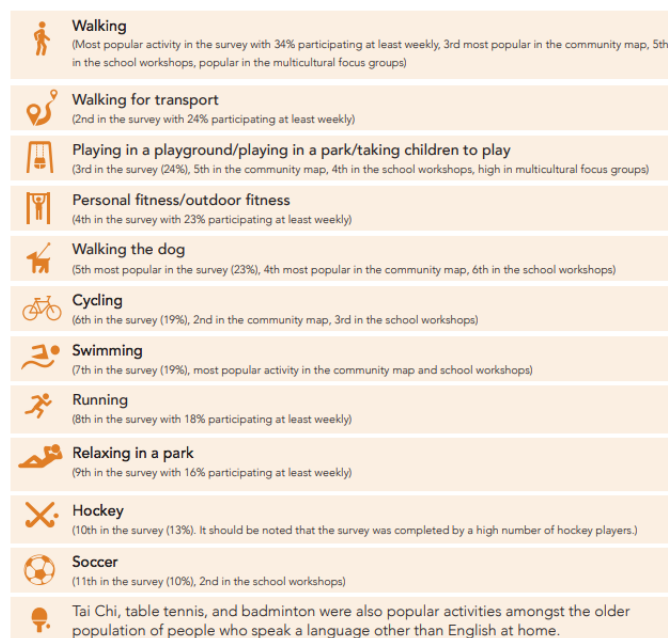 Walking
(Most popular activity in the survey with 34% participating at least weekly, 3rd most popular in the community map, 5th
in the school workshops, popular in the multicultural focus groups)
Walking for transport
(2nd in the survey with 24% participating at least weekly)
Playing in a playground/playing in a park/taking children to play
(3rd in the survey (24%), 5th in the community map, 4th in the school workshops, high in multicultural focus groups)
Personal fitness/outdoor fitness
(4th in the survey with 23% participating at least weekly)
Walking the dog
(5th most popular in the survey (23%), 4th most popular in the community map, 6th in the school workshops)
Cycling
(6th in the survey (19%), 2nd in the community map, 3rd in the school workshops)
Swimming
(7th in the survey (19%), most popular activity in the community map and school workshops)
Running
(8th in the survey with 18% participating at least weekly)
Relaxing in a park
(9th in the survey with 16% participating at least weekly)
Hockey
(10th in the survey (13%). It should be noted that the survey was completed by a high number of hockey players.)
Soccer
(11th in the survey (10%), 2nd in the school workshops)
Tai Chi, table tennis, and badminton were also popular activities amongst the older
population of people who speak a language other than English at home.